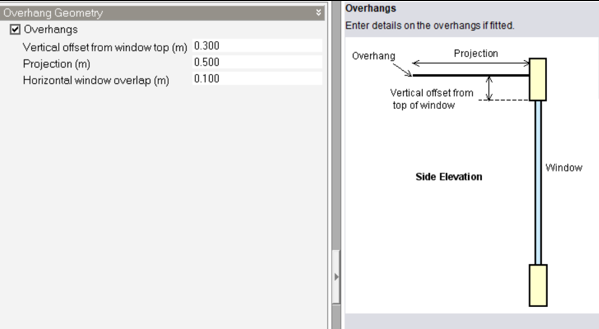 Overhang Geometry
Overhangs
Vertical offset from window top (m) 0.300
Projection (m) 0.500
Horizontal window overlap (m) 0.100
Overhangs
Enter details on the overhangs if fitted.
Overhang
Projection
Vertical offset from
top of window
Window
Side Elevation